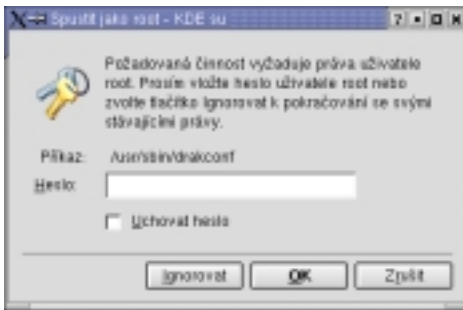 Spustit jako root - KDE su
Požadovaná činnost vyžaduje práva uživatele
root. Prosím vložte heslo uživatele root nebo
zvolte tlačítko Ignorovat k pokračování se svými
stávajícími právy.
Příkaz: /usr/sbin/drakconf
Heslo:
Uchovat heslo
Ignorovat OK Zrušit